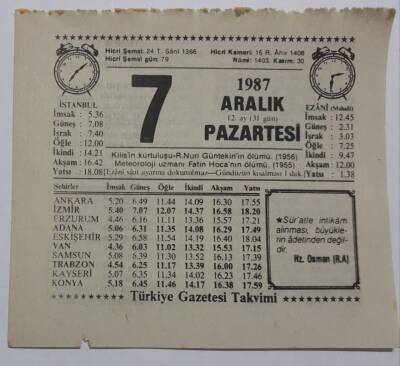 Hicri Şemsî: 24 T. Sâni 1366
Hicri Şemsî gün: 79
Hicri Kameri: 16 R. Âhir 1408
Rûmi: 1403, Kasım: 30
7
1987
ARALIK
12. ay (31 gün)
PAZARTESİ
İSTANBUL
İmsak : 5.36
Güneş : 7.08
İşrak : 7.40
Öğle : 12.00
İkindi : 14.21
Akşam : 16.42
Yatsı : 18.08
EZÂNİ (Mahalli)
İmsak : 12.45
Güneş : 2.31
İşrak : 3.03
Öğle : 7.25
İkindi : 9.47
Akşam : 12.00
Yatsı : 1.38
Kilis'in kurtuluşu-R.Nuri Güntekin'in ölümü. (1956)
Meteoroloji uzmanı Fatin Hoca'nın ölümü. (1955)
(Ezâni sâat ayarına dokunulmaz—Gündüzün kısalması 1 dak.)
Şehirler İmsak Güneş Öğle İkindi Akşam Yatsı
ANKARA 5.20 6.49 11.44 14.09 16.30 17.55
İZMİR 5.40 7.07 12.07 14.37 16.58 18.20
ERZURUM 4.46 6.16 11.11 13.36 15.57 17.21
ADANA 5.06 6.31 11.35 14.08 16.29 17.49
ESKİŞEHİR 5.29 6.58 11.54 14.19 16.40 18.04
VAN 4.36 6.03 11.02 13.32 15.53 17.15
SAMSUN 5.08 6.39 11.30 13.52 16.13 17.39
TRABZON 4.54 6.25 11.17 13.39 16.00 17.26
KAYSERİ 5.07 6.35 11.34 14.02 16.23 17.46
KONYA 5.18 6.45 11.46 14.17 16.38 17.59
Sür'atle intikâm
alınması, büyükle-
rin âdetinden değil-
dir.
Hz. Osman (R.A)
Türkiye Gazetesi Takvimi